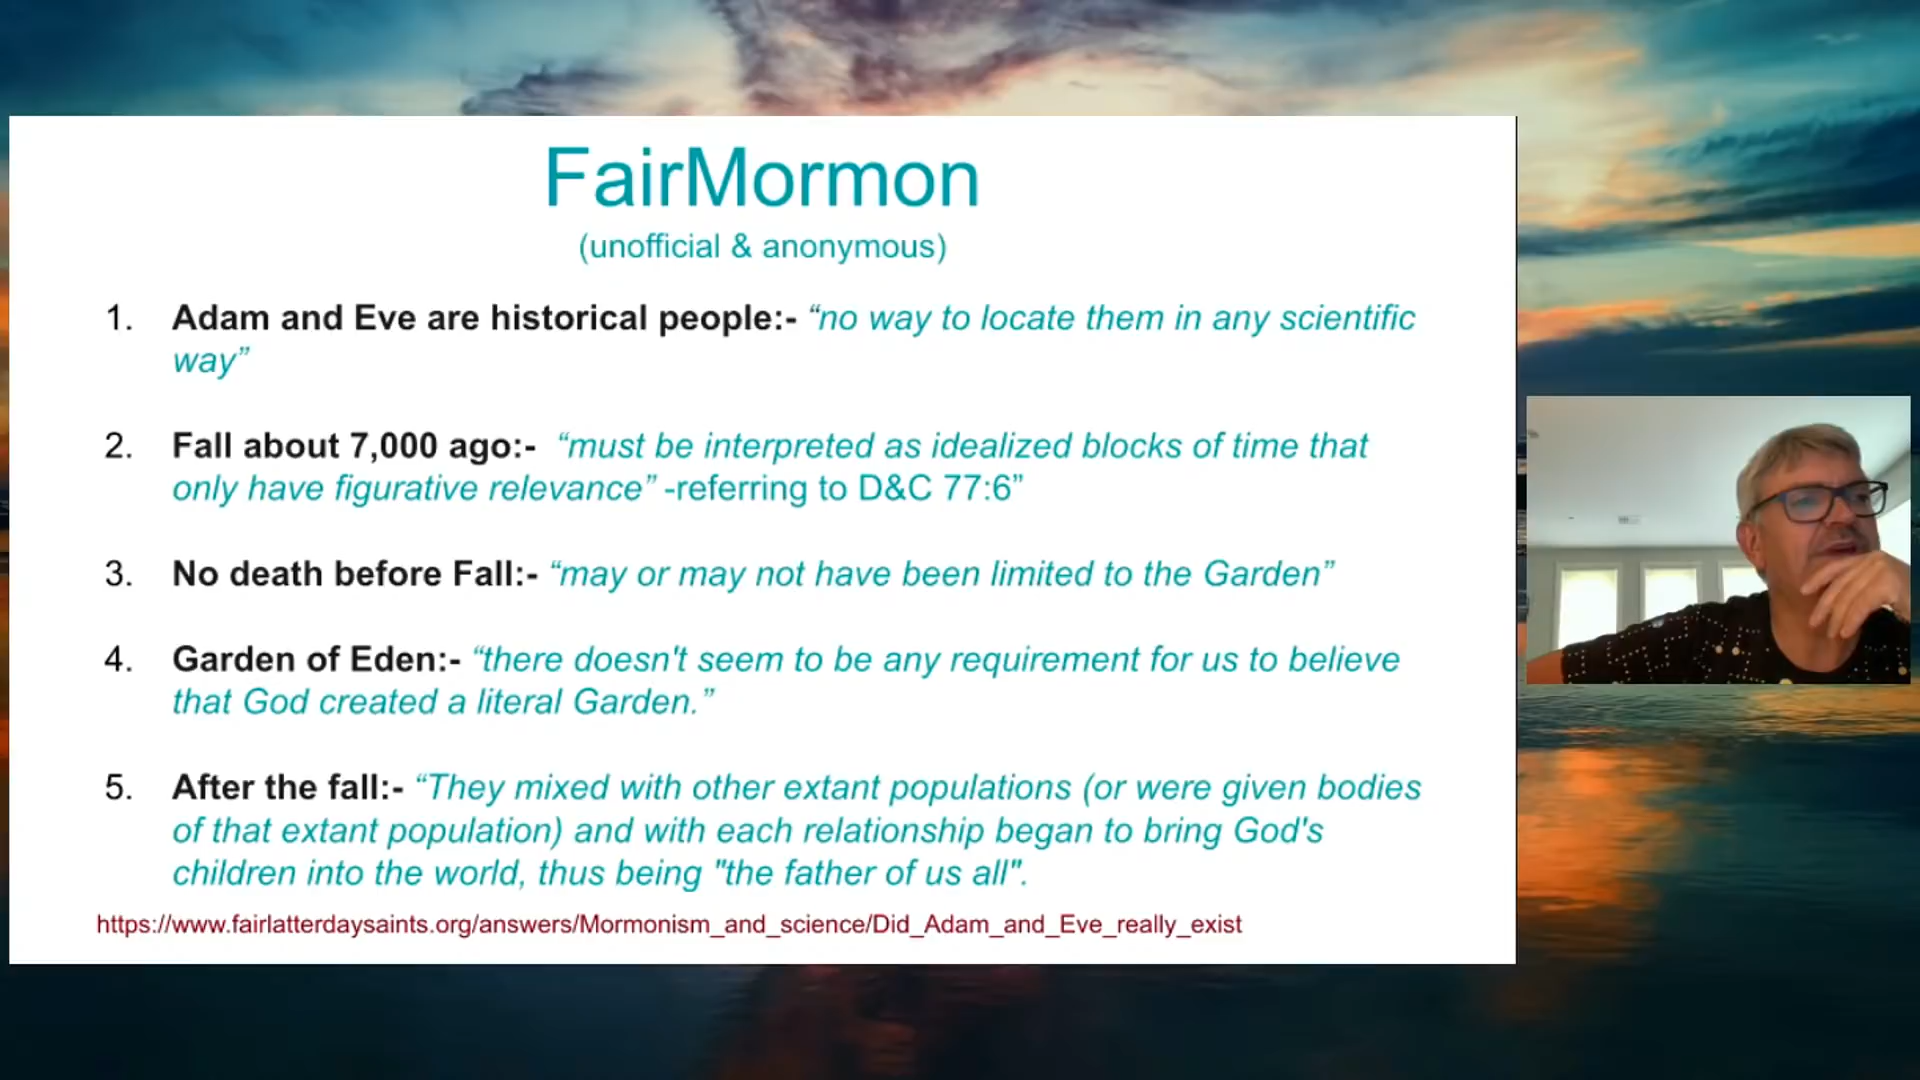 FairMormon
(unofficial & anonymous)
1. Adam and Eve are historical people:- “no way to locate them in any scientific
way”
2. Fall about 7,000 ago:- “must be interpreted as idealized blocks of time that
only have figurative relevance” -referring to D&C 77:6”
3. No death before Fall:- “may or may not have been limited to the Garden”
4. Garden of Eden:- “there doesn't seem to be any requirement for us to believe
that God created a literal Garden.”
5. After the fall:- “They mixed with other extant populations (or were given bodies
of that extant population) and with each relationship began to bring God's
children into the world, thus being "the father of us all".
https://www.fairlatterdaysaints.org/answers/Mormonism_and_science/Did_Adam_and_Eve_really_exist